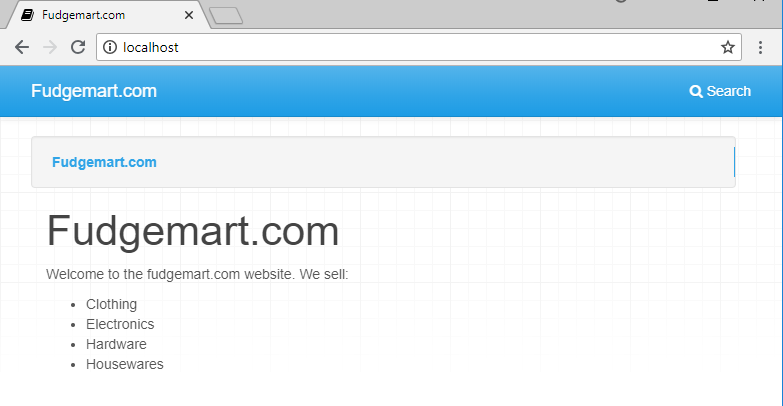 Fudgemart.com
localhost
Fudgemart.com
Search
Fudgemart.com
Fudgemart.com
Welcome to the fudgemart.com website. We sell:
Clothing
Electronics
Hardware
Housewares